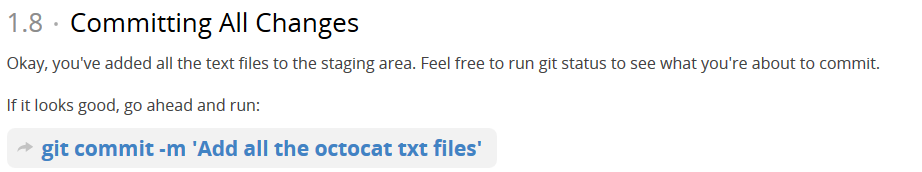 1.8 · Committing All Changes
Okay, you've added all the text files to the staging area. Feel free to run git status to see what you're about to commit.
If it looks good, go ahead and run:
git commit -m 'Add all the octocat txt files'